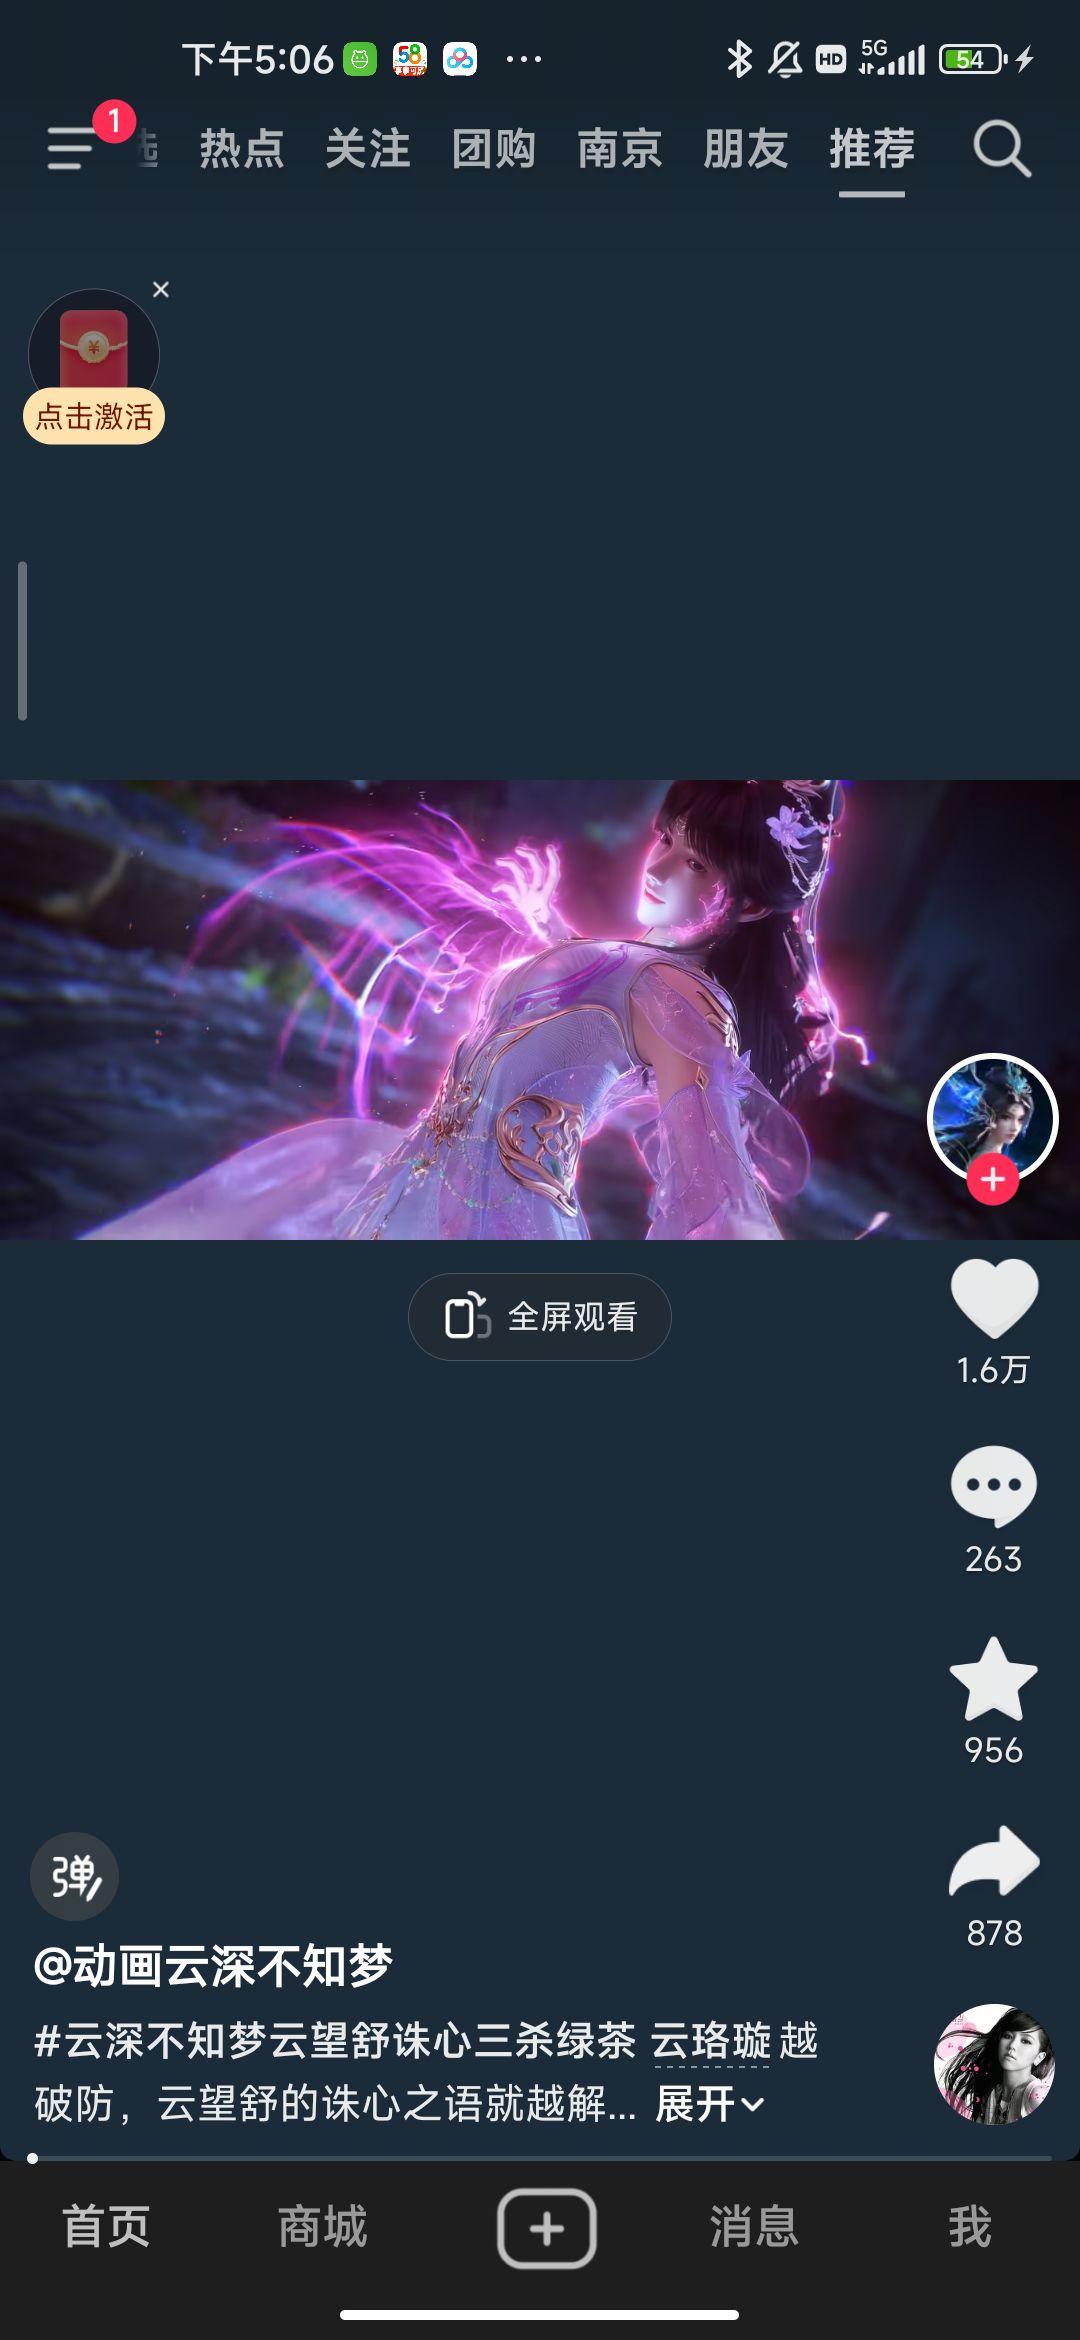 下午5:06
58
HD
5G
54
1
热点 关注 团购 南京 朋友 推荐
点击激活
全屏观看
1.6万
263
956
878
弹
@动画云深不知梦
#云深不知梦云望舒诛心三杀绿茶 云珞璇越
破防，云望舒的诛心之语就越解... 展开
首页 商城 消息 我